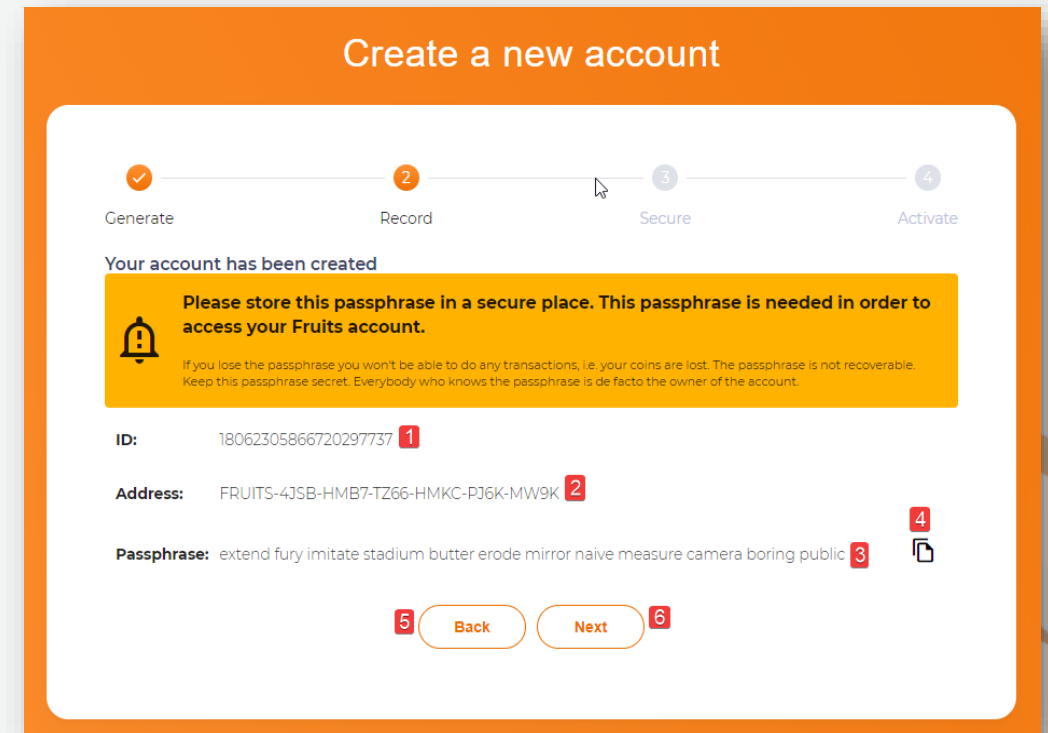 Create a new account
2 3 4
Generate Record Secure Activate
Your account has been created
Please store this passphrase in a secure place. This passphrase is needed in order to
access your Fruits account.
If you lose the passphrase you won't be able to do any transactions, i.e. your coins are lost. The passphrase is not recoverable.
Keep this passphrase secret. Everybody who knows the passphrase is de facto the owner of the account.
ID: 18062305866720297737 1
Address: FRUITS-4JSB-HMB7-TZ66-HMKC-PJ6K-MW9K 2
4
Passphrase: extend fury imitate stadium butter erode mirror naive measure camera boring public 3
5 Back Next 6